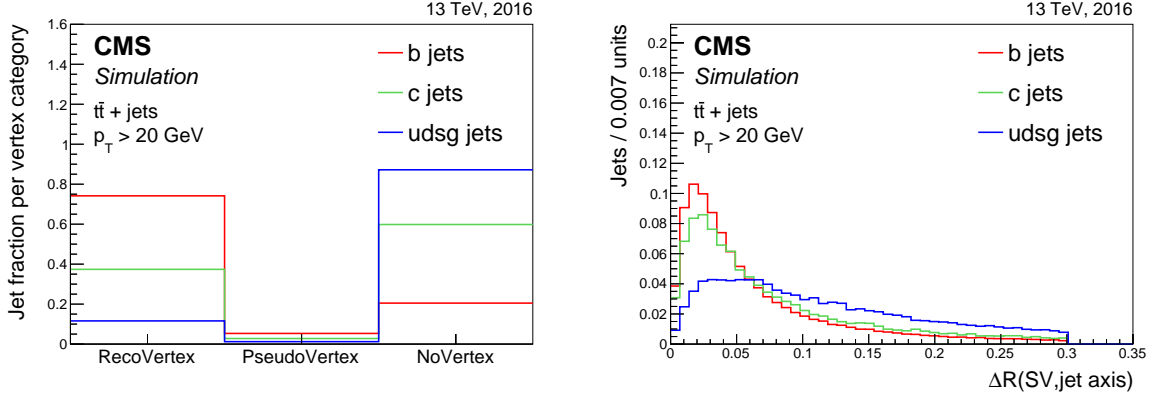 13 TeV, 2016
Jet fraction per vertex category
1.6
1.4
1.2
1
0.8
0.6
0.4
0.2
0
CMS
Simulation
tt̄ + jets
p_T > 20 GeV
b jets
c jets
udsg jets
RecoVertex PseudoVertex NoVertex
13 TeV, 2016
Jets / 0.007 units
0.2
0.18
0.16
0.14
0.12
0.1
0.08
0.06
0.04
0.02
0
CMS
Simulation
tt̄ + jets
p_T > 20 GeV
b jets
c jets
udsg jets
0 0.05 0.1 0.15 0.2 0.25 0.3 0.35
ΔR(SV,jet axis)